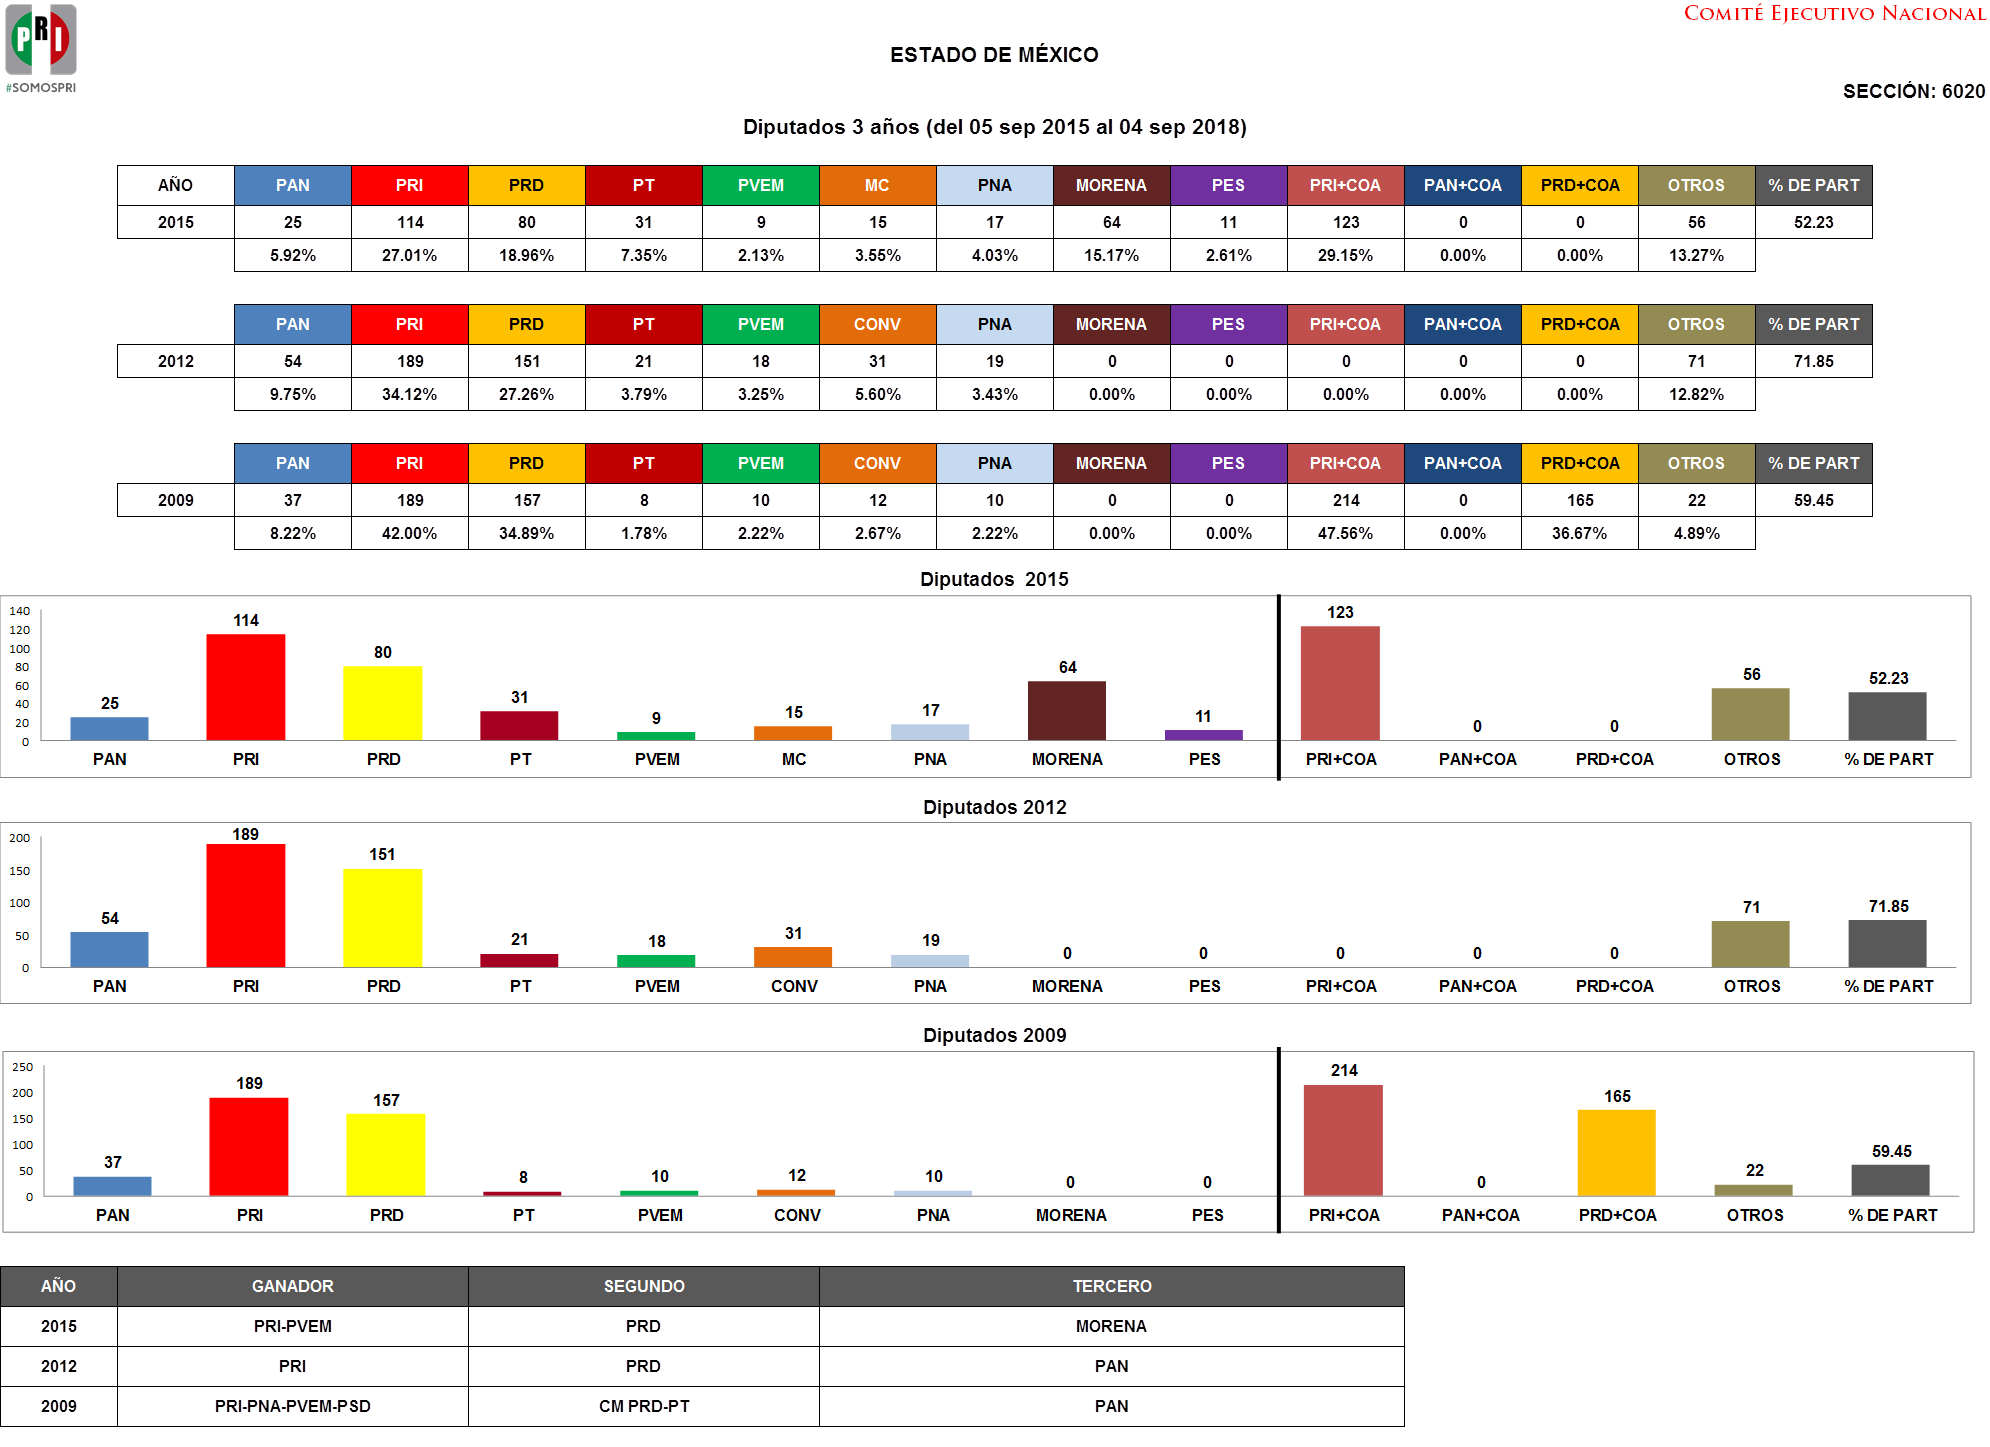 PRI
#SOMOSPRI
COMITÉ EJECUTIVO NACIONAL
ESTADO DE MÉXICO
SECCIÓN: 6020
Diputados 3 años (del 05 sep 2015 al 04 sep 2018)
AÑO PAN PRI PRD PT PVEM MC PNA MORENA PES PRI+COA PAN+COA PRD+COA OTROS % DE PART
2015 25 114 80 31 9 15 17 64 11 123 0 0 56 52.23
5.92% 27.01% 18.96% 7.35% 2.13% 3.55% 4.03% 15.17% 2.61% 29.15% 0.00% 0.00% 13.27%
PAN PRI PRD PT PVEM CONV PNA MORENA PES PRI+COA PAN+COA PRD+COA OTROS % DE PART
2012 54 189 151 21 18 31 19 0 0 0 0 0 71 71.85
9.75% 34.12% 27.26% 3.79% 3.25% 5.60% 3.43% 0.00% 0.00% 0.00% 0.00% 0.00% 12.82%
PAN PRI PRD PT PVEM CONV PNA MORENA PES PRI+COA PAN+COA PRD+COA OTROS % DE PART
2009 37 189 157 8 10 12 10 0 0 214 0 165 22 59.45
8.22% 42.00% 34.89% 1.78% 2.22% 2.67% 2.22% 0.00% 0.00% 47.56% 0.00% 36.67% 4.89%
Diputados 2015
140
120
100
80
60
40
20
0
25 114 80 31 9 15 17 64 11 123 0 0 56 52.23
PAN PRI PRD PT PVEM MC PNA MORENA PES PRI+COA PAN+COA PRD+COA OTROS % DE PART
Diputados 2012
200
150
100
50
0
54 189 151 21 18 31 19 0 0 0 0 0 71 71.85
PAN PRI PRD PT PVEM CONV PNA MORENA PES PRI+COA PAN+COA PRD+COA OTROS % DE PART
Diputados 2009
250
200
150
100
50
0
37 189 157 8 10 12 10 0 0 214 0 165 22 59.45
PAN PRI PRD PT PVEM CONV PNA MORENA PES PRI+COA PAN+COA PRD+COA OTROS % DE PART
AÑO GANADOR SEGUNDO TERCERO
2015 PRI-PVEM PRD MORENA
2012 PRI PRD PAN
2009 PRI-PNA-PVEM-PSD CM PRD-PT PAN